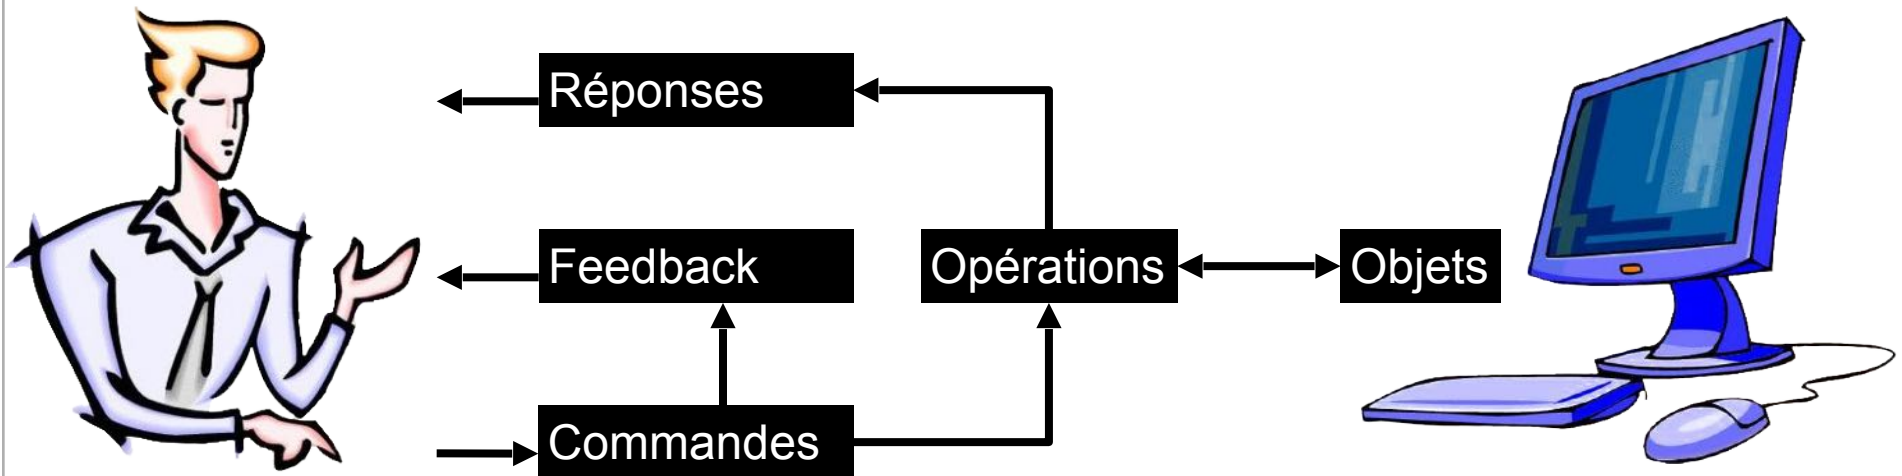 Réponses
Feedback
Opérations
Objets
Commandes